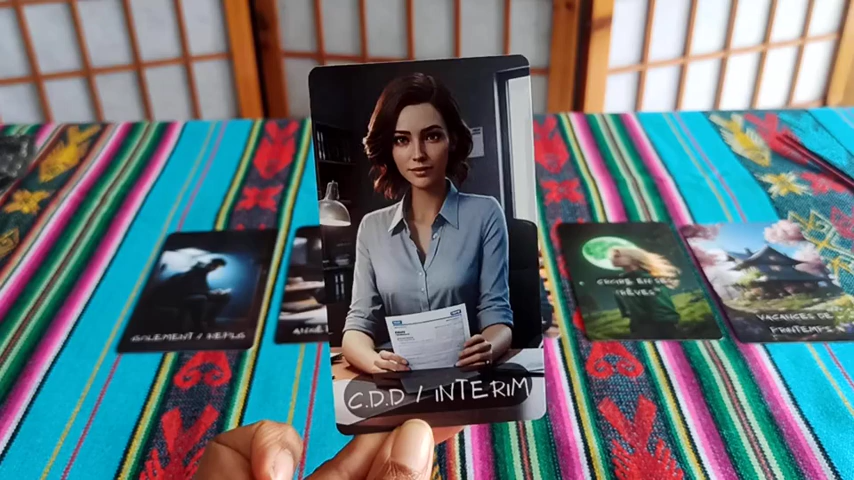 C.D.D / INTERIM
ISOLEMENT / REPLIS
CROIRE EN SES
RÊVES
VACANCES DE
PRINTEMPS